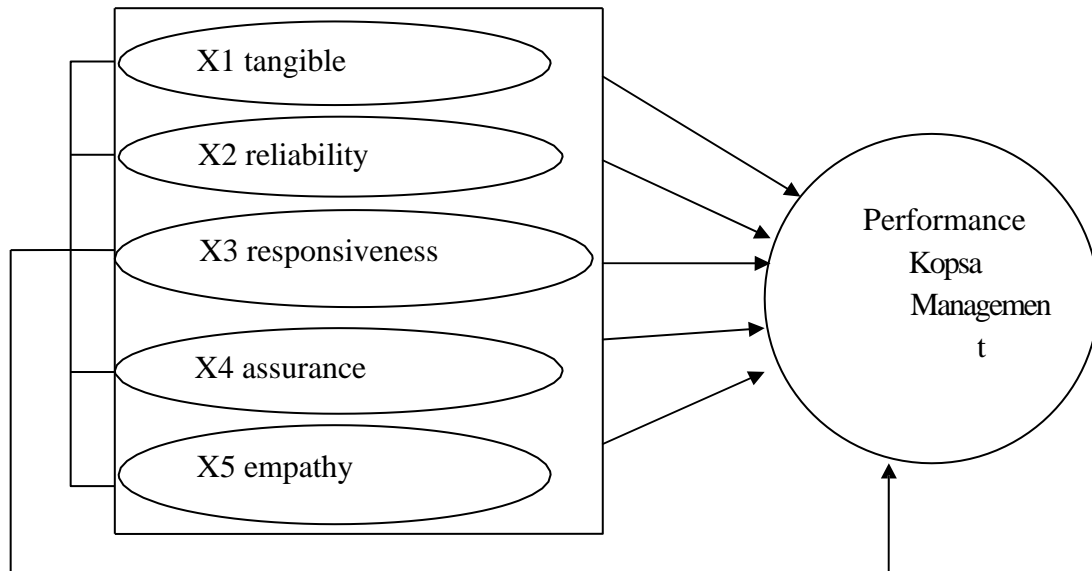 X1 tangible
X2 reliability
X3 responsiveness
X4 assurance
X5 empathy
Performance
Kopsa
Managemen
t